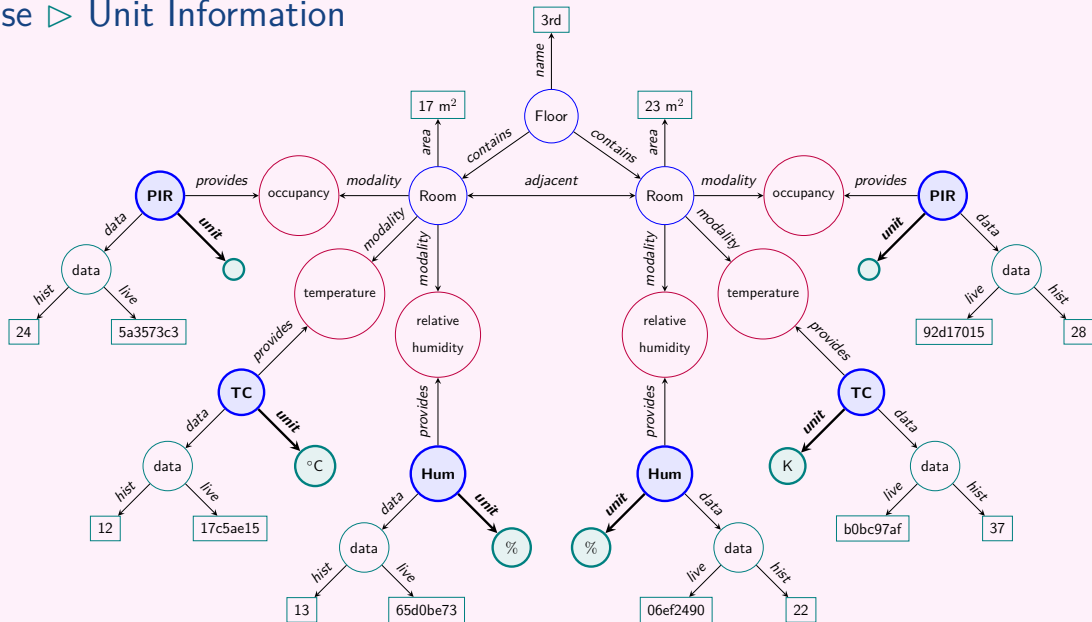 se ▷ Unit Information
3rd
name
17 m²
23 m²
Floor
area
contains
contains
area
PIR
provides
occupancy
modality
Room
adjacent
Room
modality
occupancy
provides
PIR
data
unit
modality
modality
modality
modality
unit
data
data
data
hist
live
temperature
temperature
live
hist
24
5a3573c3
relative
humidity
relative
humidity
92d17015
28
provides
provides
TC
provides
provides
TC
data
unit
unit
data
data
°C
Hum
Hum
K
data
hist
live
data
unit
unit
data
live
hist
12
17c5ae15
b0bc97af
37
data
%
%
data
hist
live
live
hist
13
65d0be73
06ef2490
22